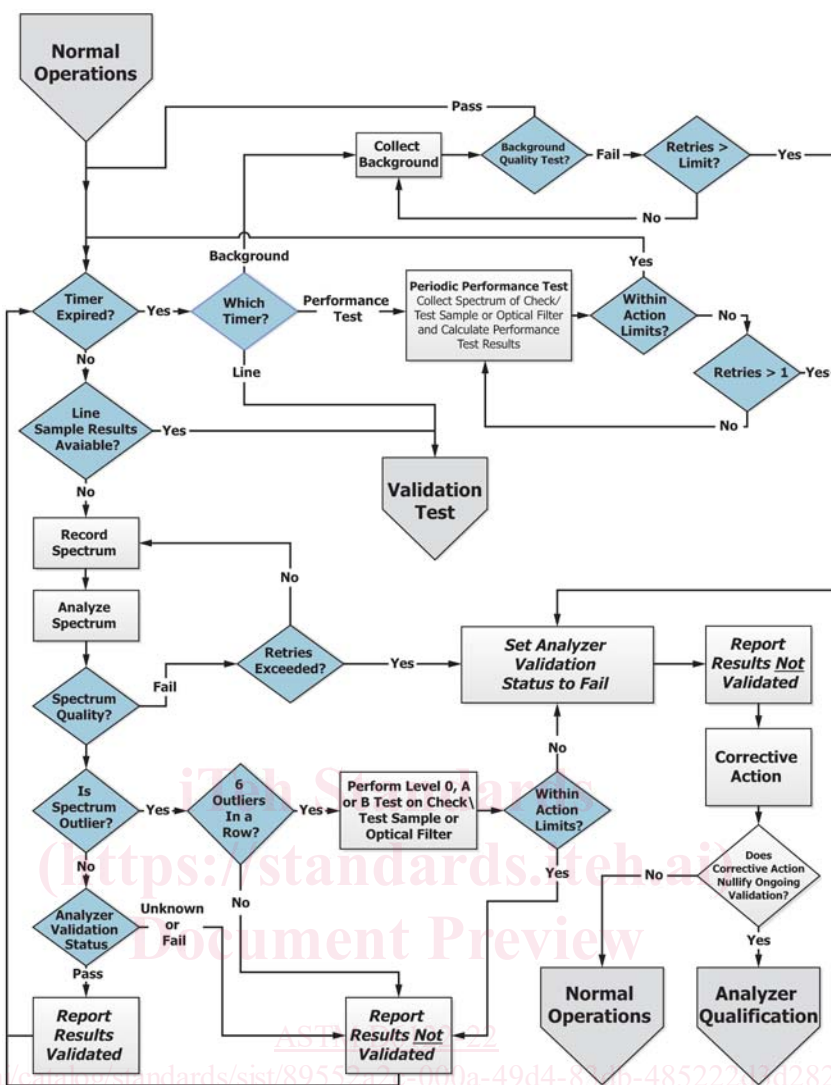 Normal
Operations
Pass
Collect
Background
Background
Quality Test?
Fail
Retries >
Limit?
Yes
No
Background
Yes
Timer
Expired?
Yes
Which
Timer?
Performance
Test
Periodic Performance Test
Collect Spectrum of Check/
Test Sample or Optical Filter
and Calculate Performance
Test Results
Within
Action
Limits?
No
Retries > 1
Yes
No
No
Line
Line
Sample Results
Avaiable?
Yes
Validation
Test
No
Record
Spectrum
No
Analyze
Spectrum
Retries
Exceeded?
Yes
Set Analyzer
Validation
Status to Fail
Report
Results Not
Validated
Fail
Spectrum
Quality?
No
Corrective
Action
Is
Spectrum
Outlier?
Yes
6
Outliers
In a
Row?
Yes
Perform Level 0, A
or B Test on Check\
Test Sample or
Optical Filter
Within
Action
Limits?
Yes
No
No
Does
Corrective Action
Nullify Ongoing
Validation?
No
Yes
Analyzer
Validation
Status
Unknown
or
Fail
Pass
Report
Results
Validated
Report
Results Not
Validated
Normal
Operations
Analyzer
Qualification
iTeh Standards
(https://standards.iteh.ai)
Document Preview